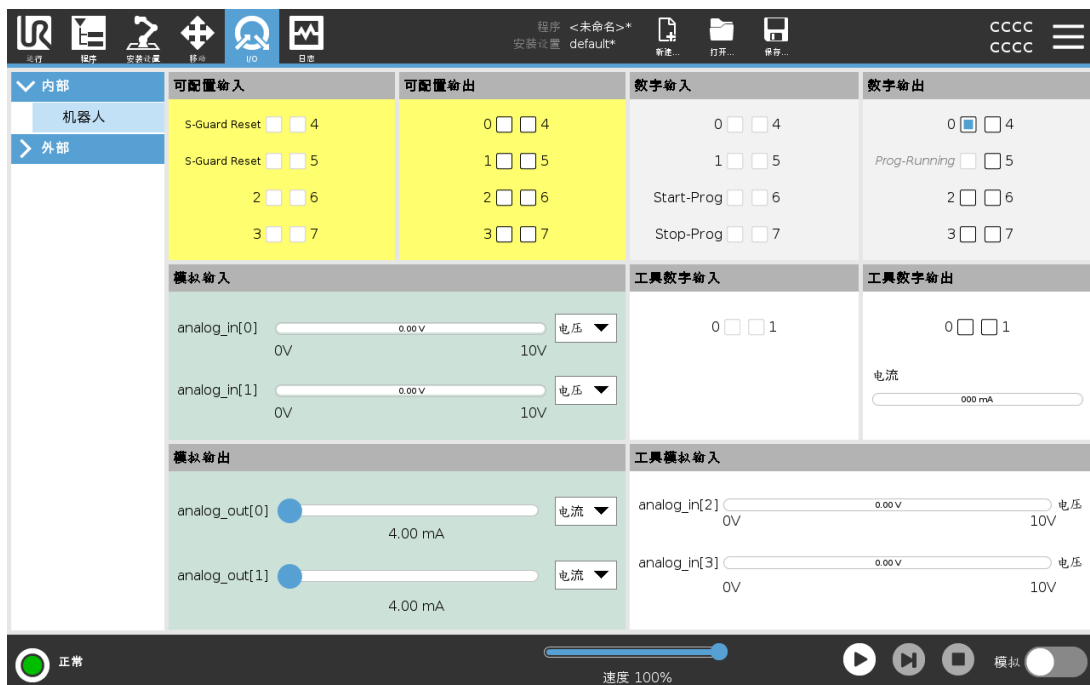 程序 <未命名>*
安装设置 default*
UR
运行 程序 安装设置 移动 I/O 日志 新建... 打开... 保存...
CCCC
CCCC
内部
机器人
外部
可配置输入
S-Guard Reset 4
S-Guard Reset 5
2 6
3 7
可配置输出
0 4
1 5
2 6
3 7
数字输入
0 4
1 5
Start-Prog 6
Stop-Prog 7
数字输出
0 4
Prog-Running 5
2 6
3 7
模拟输入
analog_in[0] 0.00 V 电压
0V 10V
analog_in[1] 0.00 V 电压
0V 10V
工具数字输入
0 1
工具数字输出
0 1
电流
000 mA
模拟输出
analog_out[0] 电流
4.00 mA
analog_out[1] 电流
4.00 mA
工具模拟输入
analog_in[2] 0.00 V 电压
0V 10V
analog_in[3] 0.00 V 电压
0V 10V
正常
速度 100%
模拟